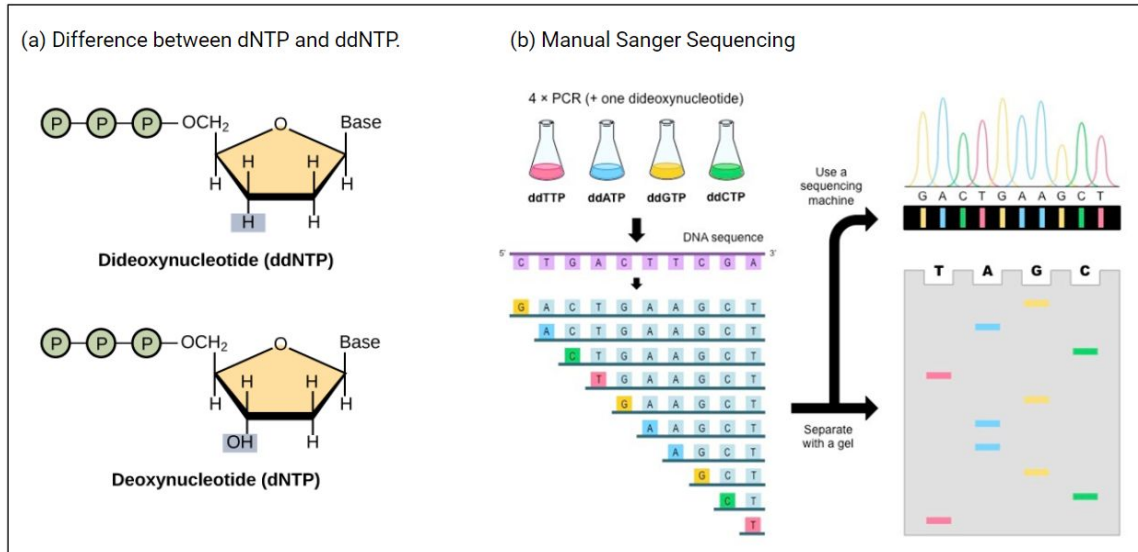 (a) Difference between dNTP and ddNTP.
P P P OCH2 O Base
H H H H
H H
Dideoxynucleotide (ddNTP)
P P P OCH2 O Base
H H H H
OH H
Deoxynucleotide (dNTP)
(b) Manual Sanger Sequencing
4 × PCR (+ one dideoxynucleotide)
ddTTP ddATP ddGTP ddCTP
DNA sequence
5' C T G A C T T C G A 3'
G A C T G A A G C T
A C T G A A G C T
C T G A A G C T
T G A A G C T
G A A G C T
A A G C T
A G C T
G C T
C T
T
Use a
sequencing
machine
Separate
with a gel
G A C T G A A G C T
T A G C